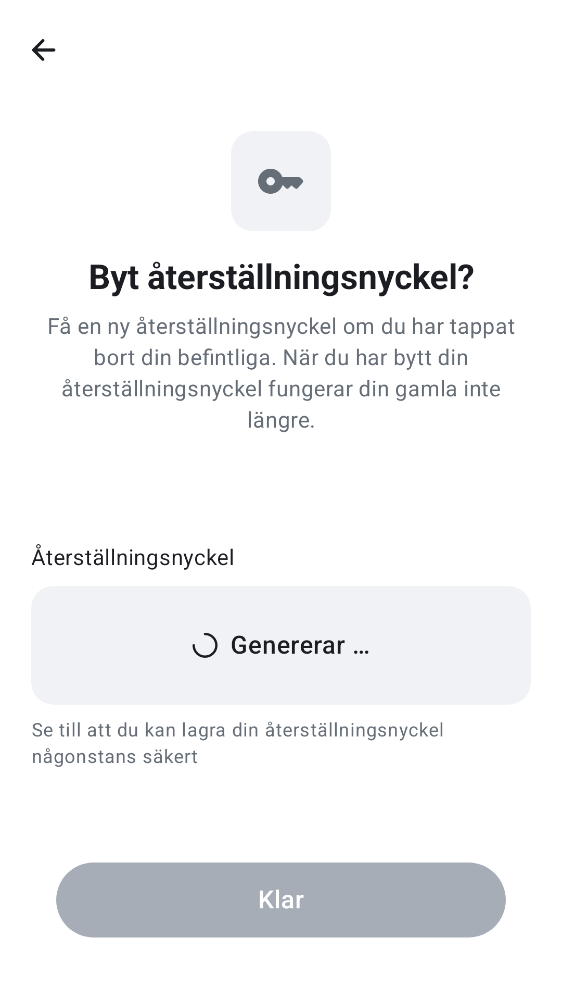 Byt återställningsnyckel?
Få en ny återställningsnyckel om du har tappat
bort din befintliga. När du har bytt din
återställningsnyckel fungerar din gamla inte
längre.
Återställningsnyckel
Genererar …
Se till att du kan lagra din återställningsnyckel
någonstans säkert
Klar